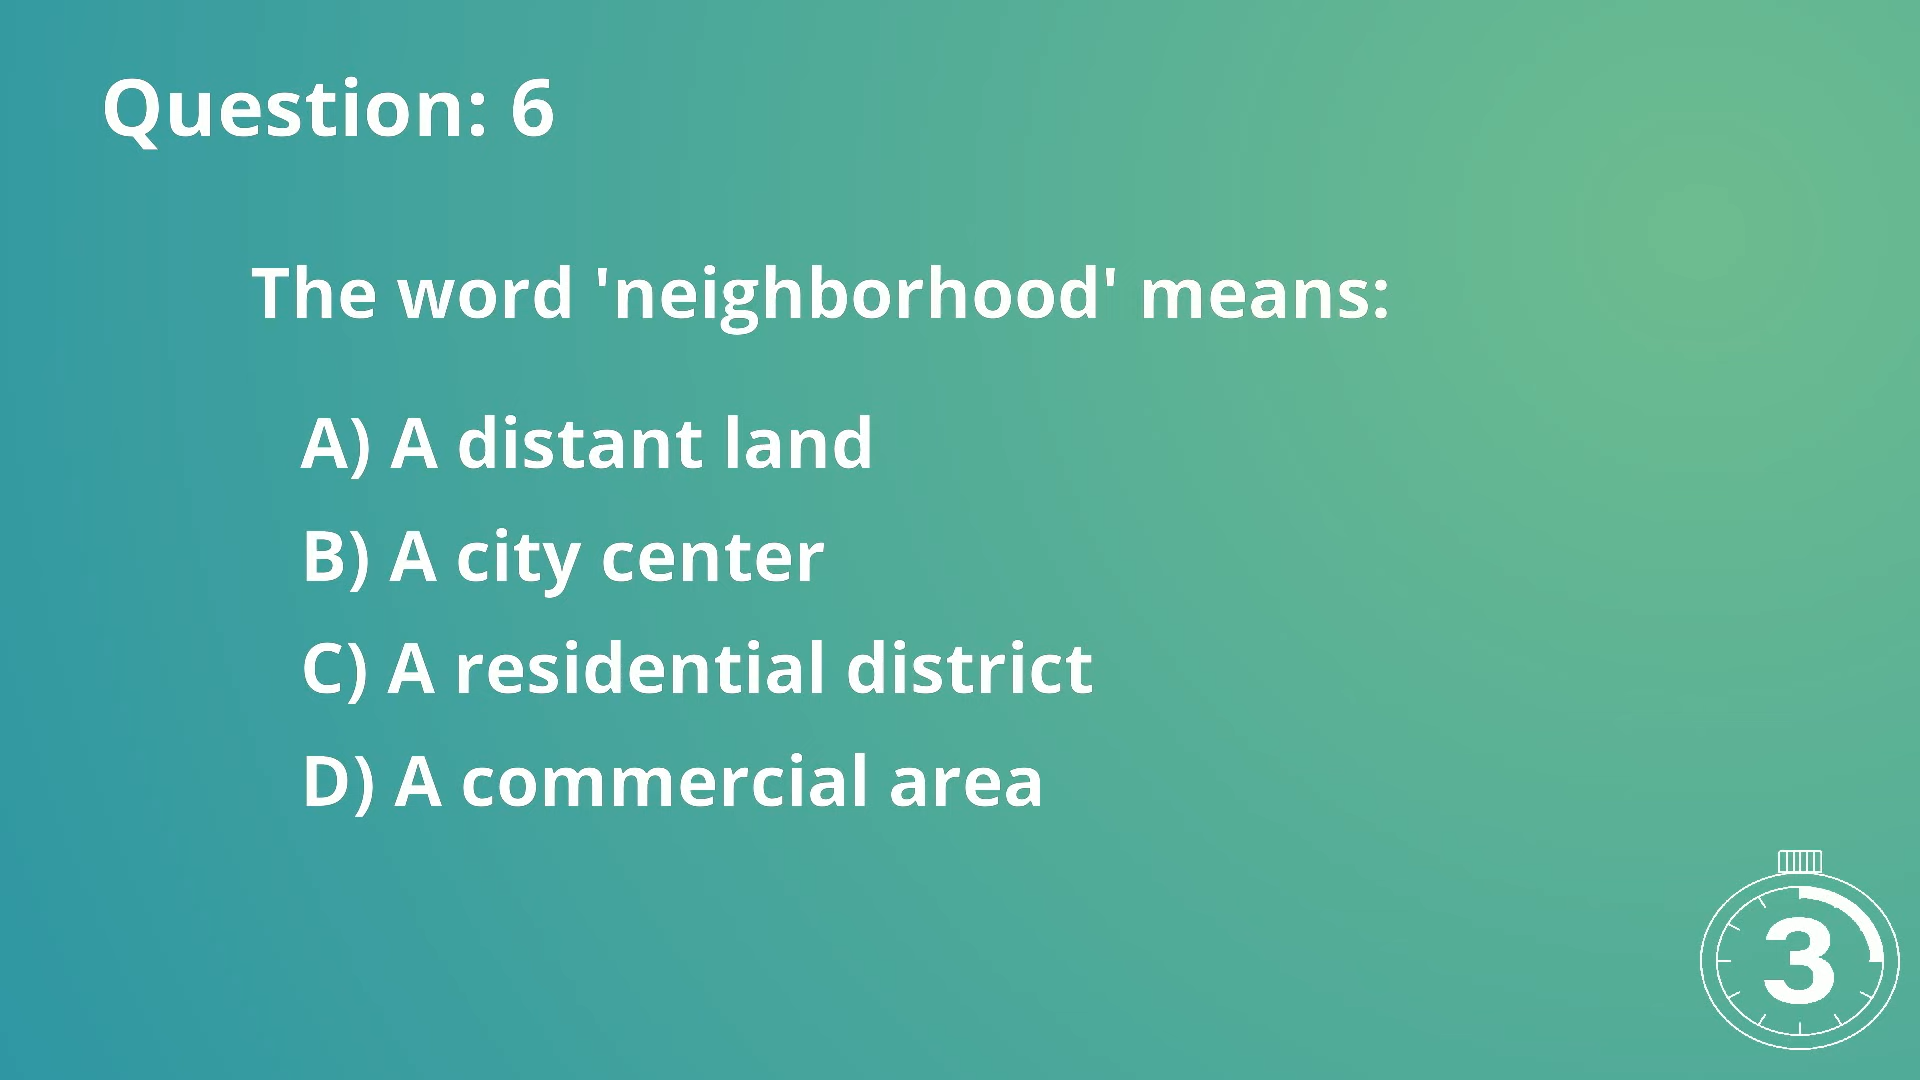 Question: 6
The word 'neighborhood' means:
A) A distant land
B) A city center
C) A residential district
D) A commercial area
3